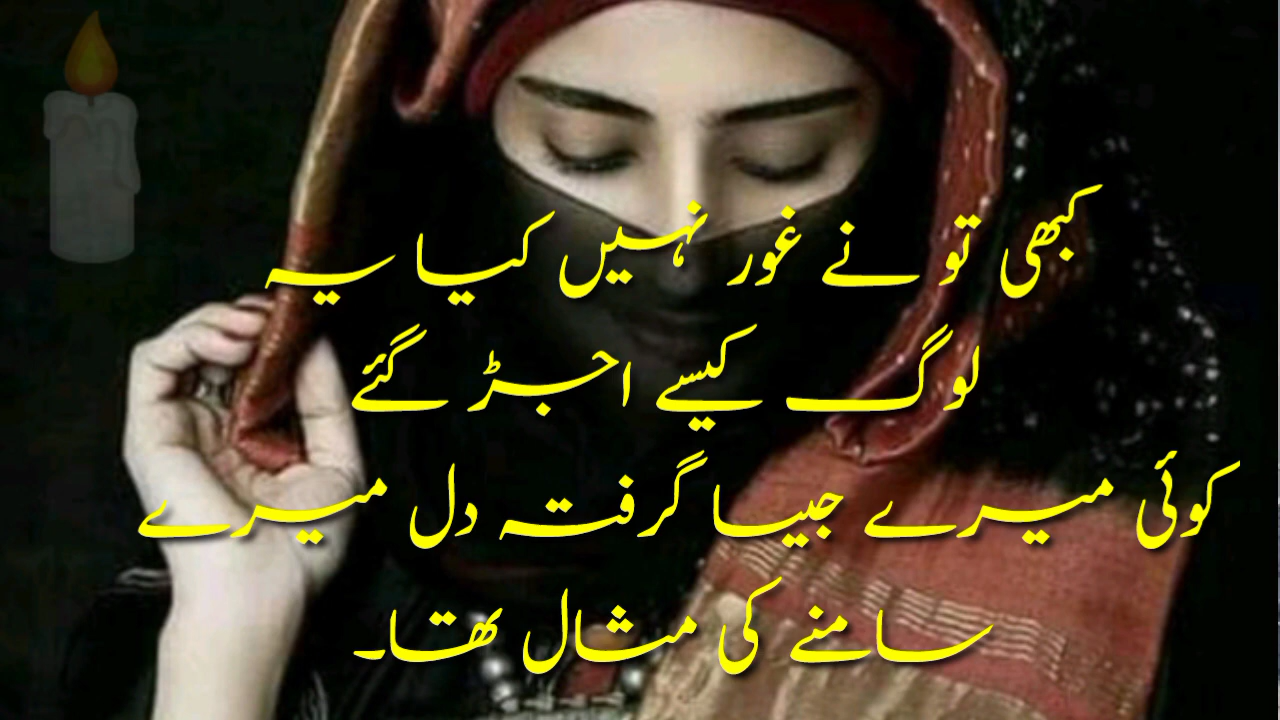 کبھی تو نے غور نہیں کیا یہ
لوگ کیسے اجڑ گئے
کوئی میرے جیسا گرفتہ دل میرے
سامنے کی مثال تھا۔